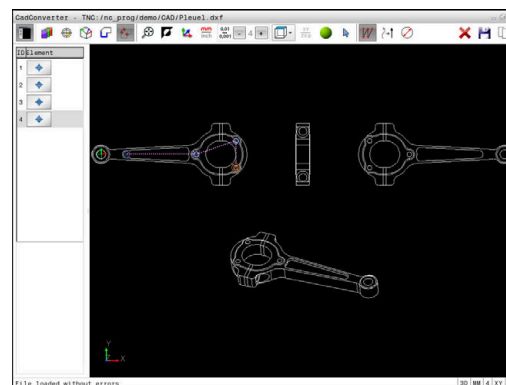 CadConverter - TNC:/nc_prog/demo/CAD/Pleuel.dxf
mm
inch
0,01
0,001
4
ID Element
1
2
3
4
Y
X
File loaded without errors
3D MM 4 XY